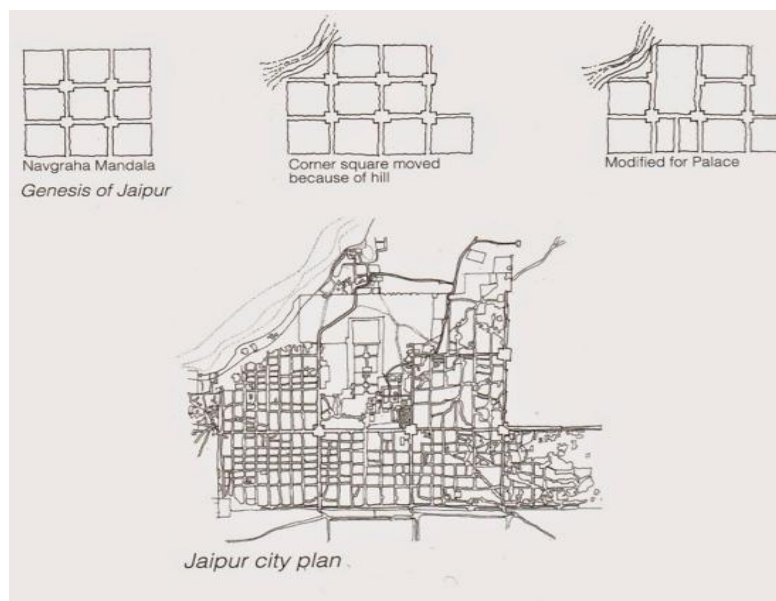 Navgraha Mandala
Genesis of Jaipur
Corner square moved
because of hill
Modified for Palace
Jaipur city plan